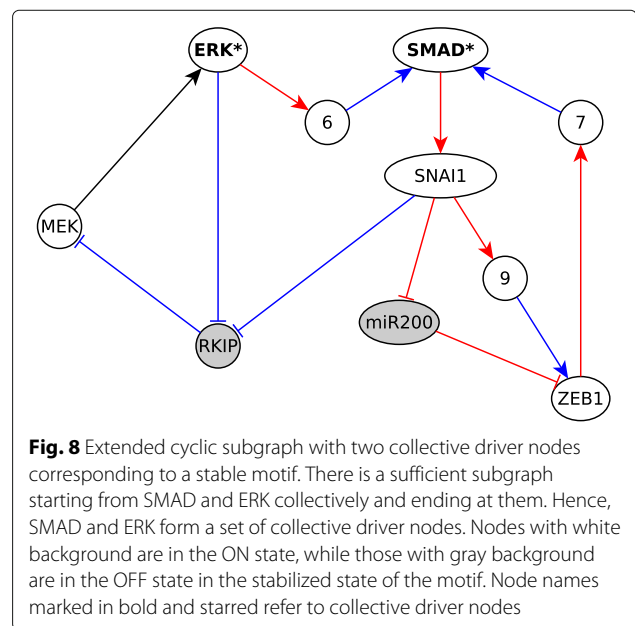 ERK*
SMAD*
6
7
SNAI1
MEK
9
miR200
RKIP
ZEB1
Fig. 8 Extended cyclic subgraph with two collective driver nodes
corresponding to a stable motif. There is a sufficient subgraph
starting from SMAD and ERK collectively and ending at them. Hence,
SMAD and ERK form a set of collective driver nodes. Nodes with white
background are in the ON state, while those with gray background
are in the OFF state in the stabilized state of the motif. Node names
marked in bold and starred refer to collective driver nodes